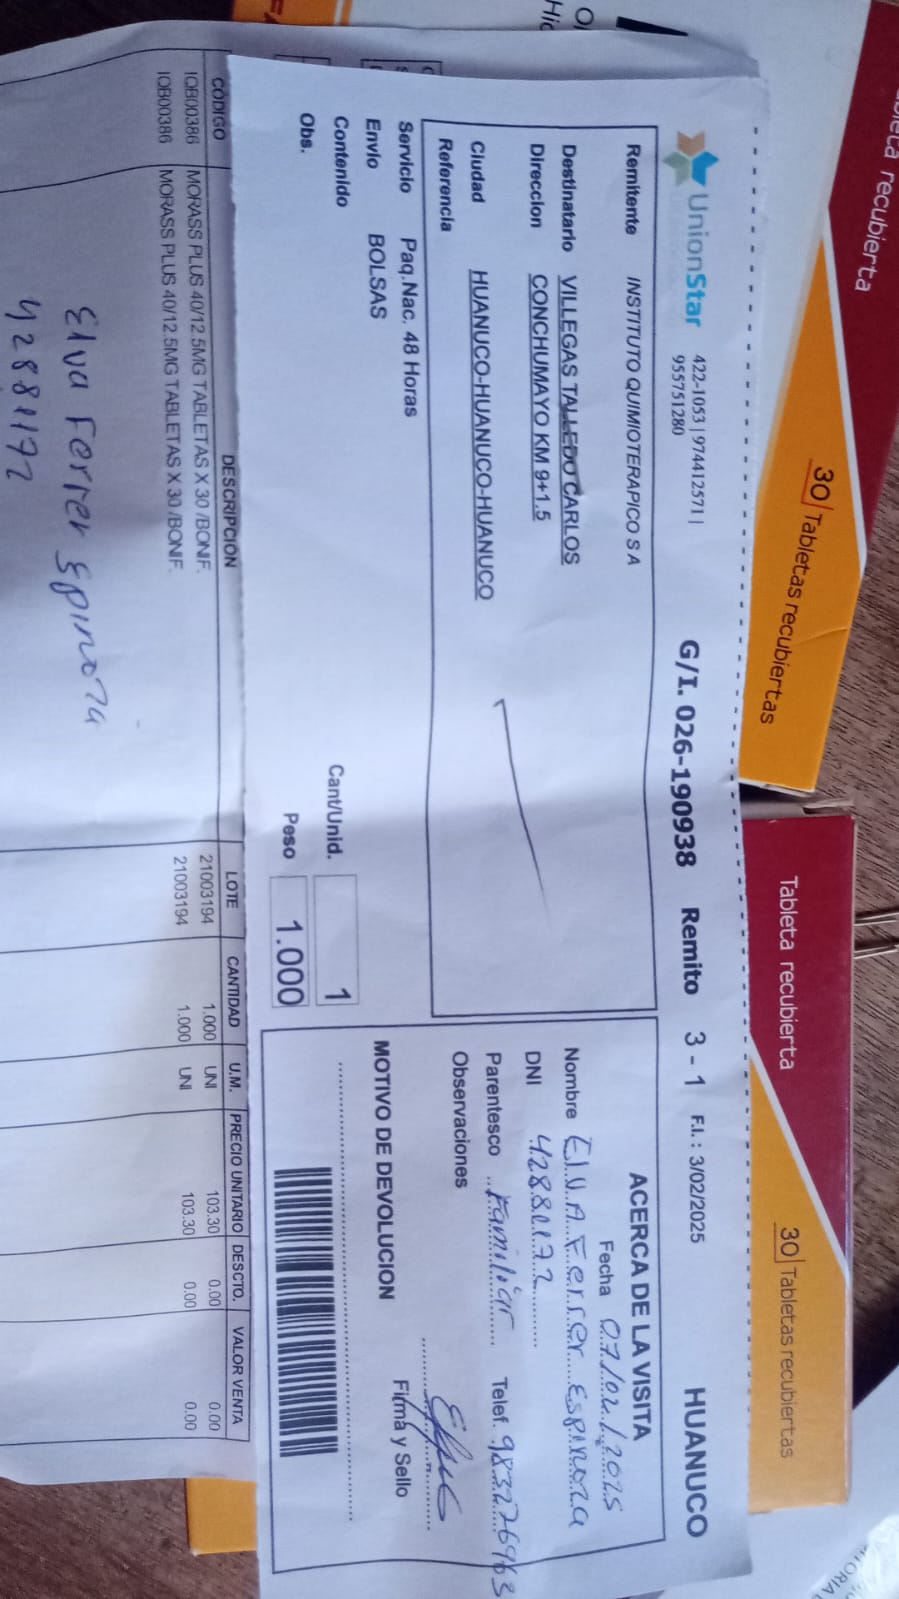 Tableta recubierta
30 Tabletas recubiertas
Tableta recubierta
30 Tabletas recubiertas
UnionStar
422-1053 | 974412571 |
955751280
G/I. 026-190938 Remito 3 - 1 F.I.: 3/02/2025 HUANUCO
Remitente INSTITUTO QUIMIOTERAPICO S A
Destinatario VILLEGAS TALLEDO CARLOS
Direccion CONCHUMAYO KM 9+1.5
Ciudad HUANUCO-HUANUCO-HUANUCO
Referencia
Servicio Paq.Nac. 48 Horas
Envio BOLSAS
Contenido
Obs.
Cant/Unid. 1
Peso 1.000
ACERCA DE LA VISITA
Fecha 07/02/2025
Nombre Elva Ferrer Espinoza
DNI 42881172
Parentesco Familiar Telef. 983276963
Observaciones
Firma y Sello
MOTIVO DE DEVOLUCION
CODIGO DESCRIPCION LOTE CANTIDAD U.M. PRECIO UNITARIO DESCTO. VALOR VENTA
IQB00386 MORASS PLUS 40/12.5MG TABLETAS X 30 /BONIF. 21003194 1.000 UNI 103.30 0.00 0.00
IQB00386 MORASS PLUS 40/12.5MG TABLETAS X 30 /BONIF. 21003194 1.000 UNI 103.30 0.00 0.00
Elva Ferrer Espinoza
42881172